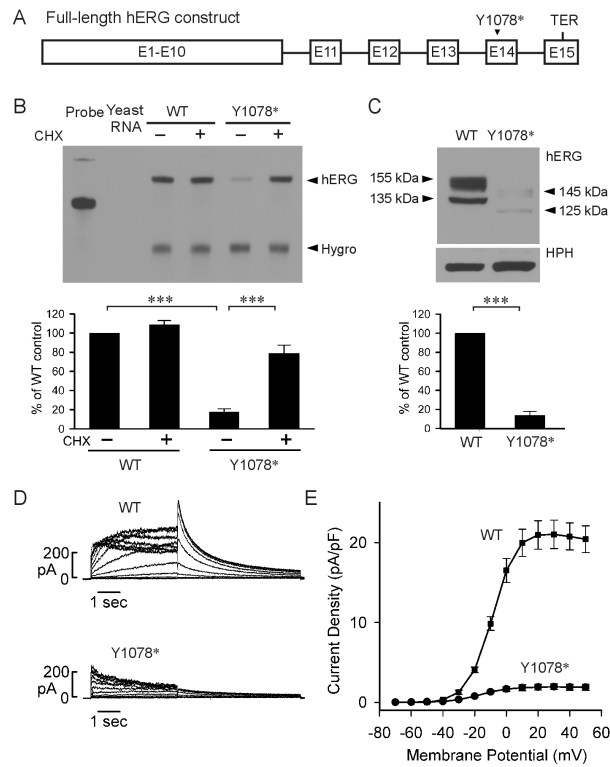 A Full-length hERG construct
Y1078* TER
E1-E10 E11 E12 E13 E14 E15
B
Probe Yeast RNA WT Y1078*
CHX − + − +
hERG
Hygro
% of WT control
120
100
80
60
40
20
0
CHX − + − +
WT Y1078*
*** ***
C
WT Y1078*
hERG
155 kDa
135 kDa
145 kDa
125 kDa
HPH
% of WT control
120
100
80
60
40
20
0
***
WT Y1078*
D
WT
200
pA 0
1 sec
Y1078*
200
pA 0
1 sec
E
Current Density (pA/pF)
20
10
0
WT
Y1078*
-80 -60 -40 -20 0 20 40 60
Membrane Potential (mV)